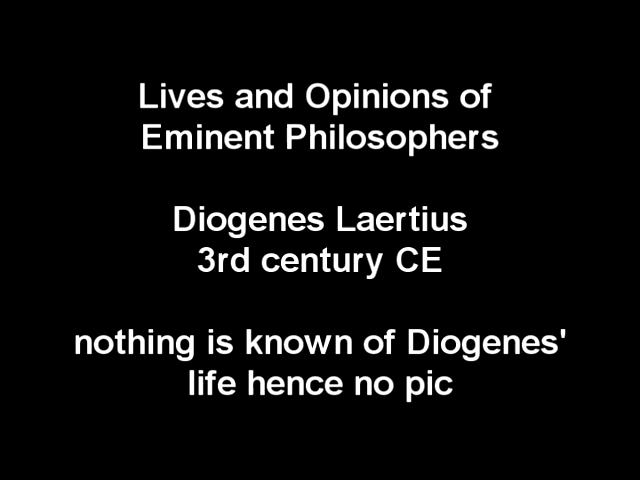 Lives and Opinions of
Eminent Philosophers
Diogenes Laertius
3rd century CE
nothing is known of Diogenes'
life hence no pic